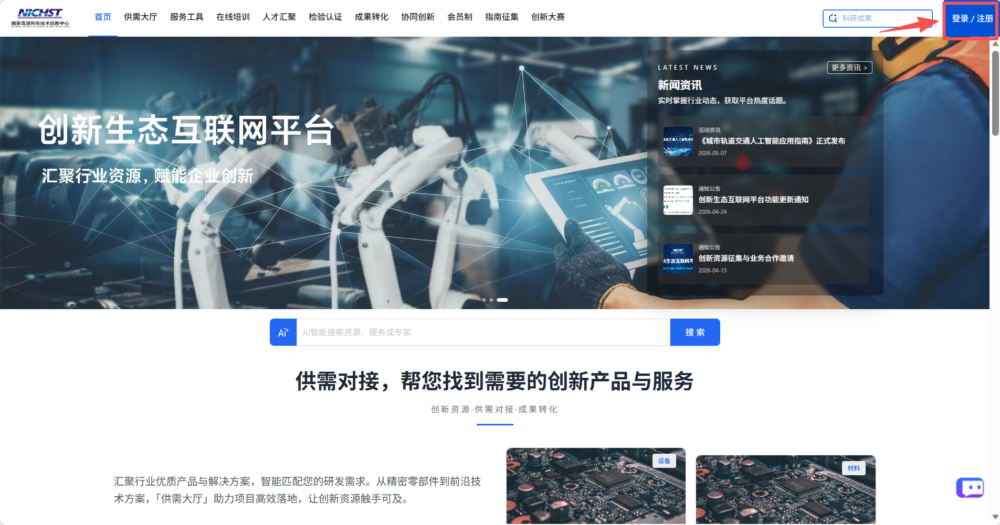 NICHST
国家高速列车技术创新中心
首页
供需大厅
服务工具
在线培训
人才汇聚
检验认证
成果转化
协同创新
会员制
指南征集
创新大赛
科研成果
登录 / 注册
创新生态互联网平台
汇聚行业资源，赋能企业创新
LATEST NEWS
更多资讯 >
新闻资讯
实时掌握行业动态，获取平台热度话题。
活动资讯
《城市轨道交通人工智能应用指南》正式发布
2026-05-07
通知公告
创新生态互联网平台功能更新通知
2026-04-24
通知公告
创新资源征集与业务合作邀请
2026-04-15
Ai
AI智能搜索资源、服务或专家
搜 索
供需对接，帮您找到需要的创新产品与服务
创新资源·供需对接·成果转化
汇聚行业优质产品与解决方案，智能匹配您的研发需求。从精密零部件到前沿技
术方案，「供需大厅」助力项目高效落地，让创新资源触手可及。
设备
材料